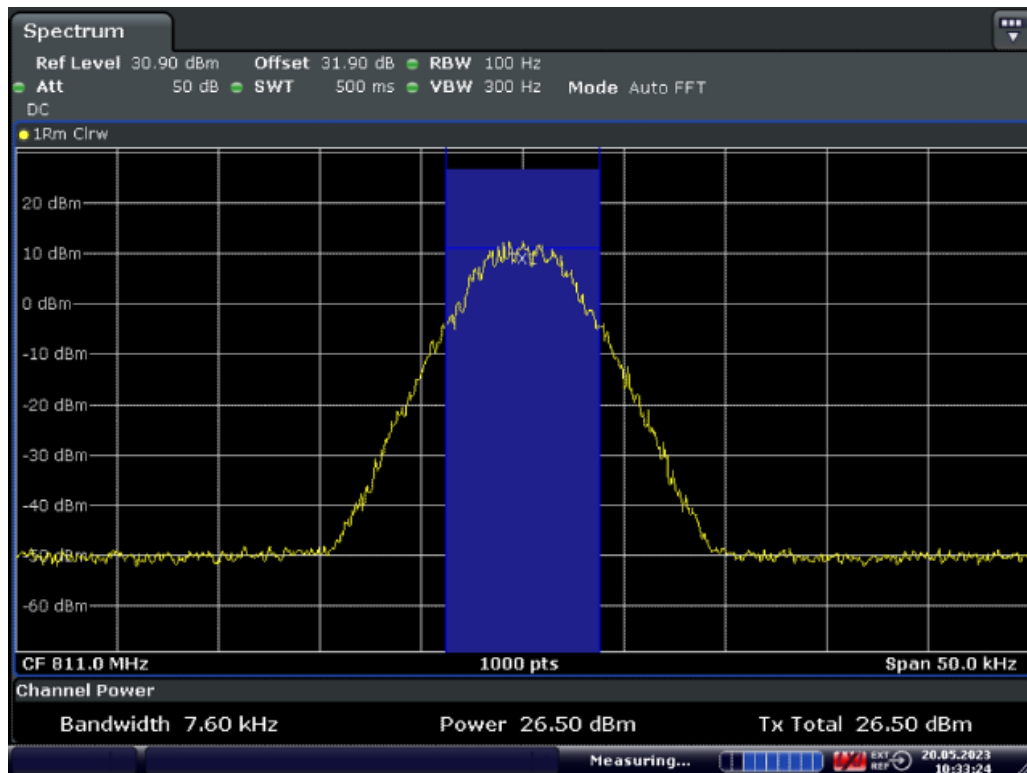 Spectrum
Ref Level 30.90 dBm Offset 31.90 dB RBW 100 Hz
Att 50 dB SWT 500 ms VBW 300 Hz Mode Auto FFT
DC
1Rm Clrw
20 dBm
10 dBm
0 dBm
-10 dBm
-20 dBm
-30 dBm
-40 dBm
-50 dBm
-60 dBm
CF 811.0 MHz 1000 pts Span 50.0 kHz
Channel Power
Bandwidth 7.60 kHz Power 26.50 dBm Tx Total 26.50 dBm
Measuring... EXT REF 20.05.2023
10:33:24